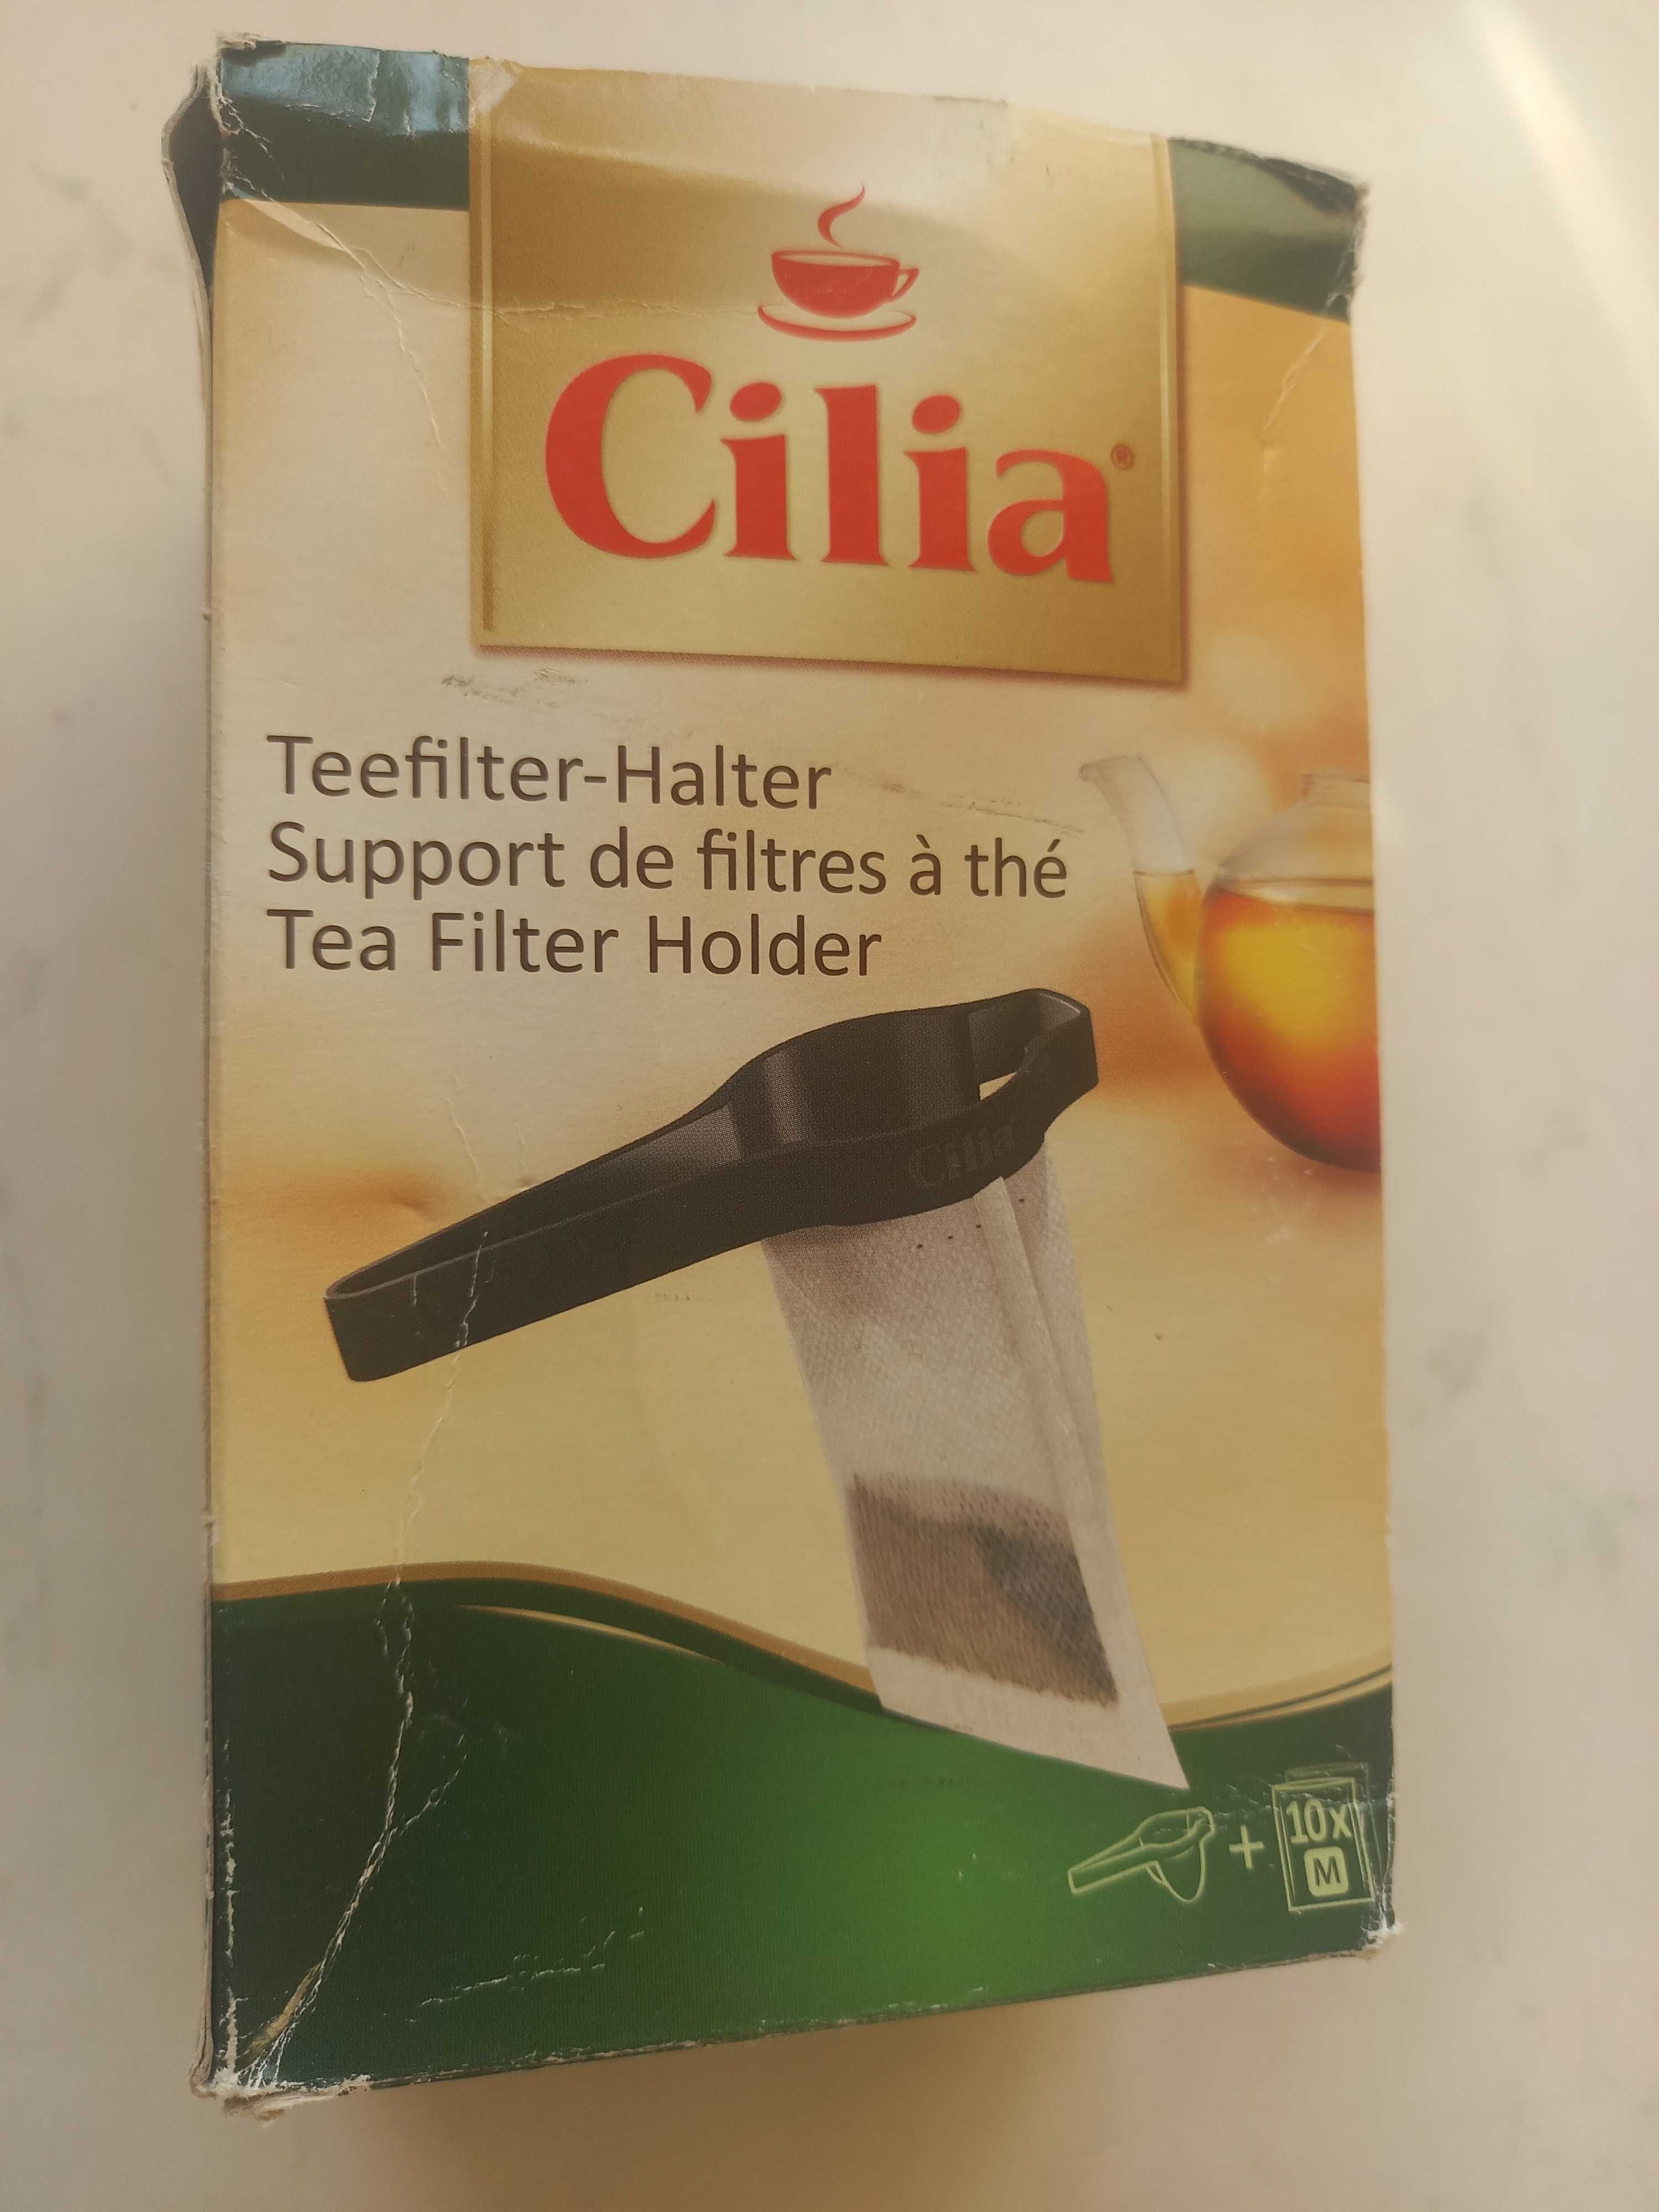 Cilia®
Teefilter-Halter
Support de filtres à thé
Tea Filter Holder
Cilia
+ 10x
M